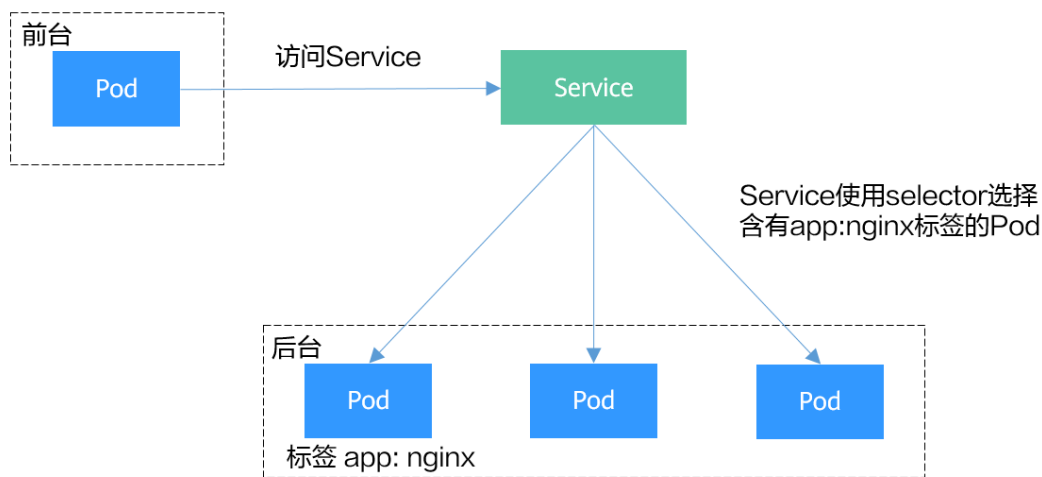 前台
Pod
访问Service
Service
Service使用selector选择
含有app:nginx标签的Pod
后台
Pod
Pod
Pod
标签 app: nginx